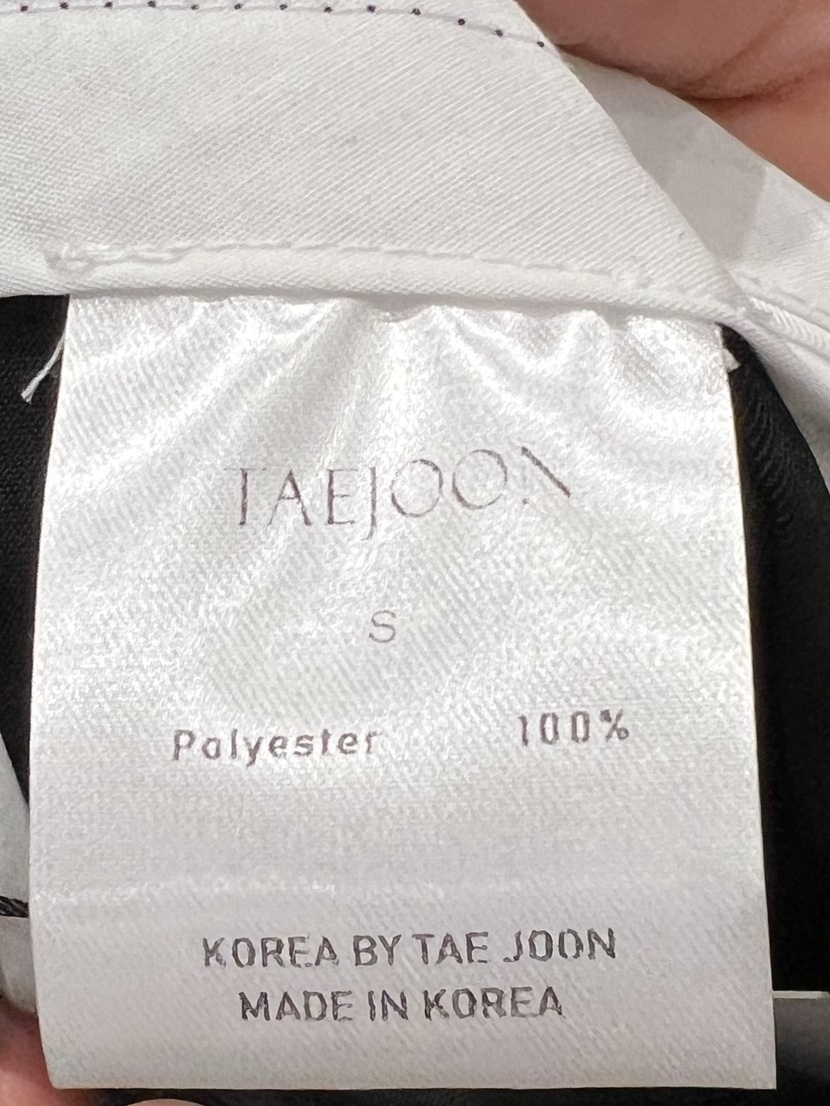 TAEJOON
S
Polyester 100%
KOREA BY TAE JOON
MADE IN KOREA